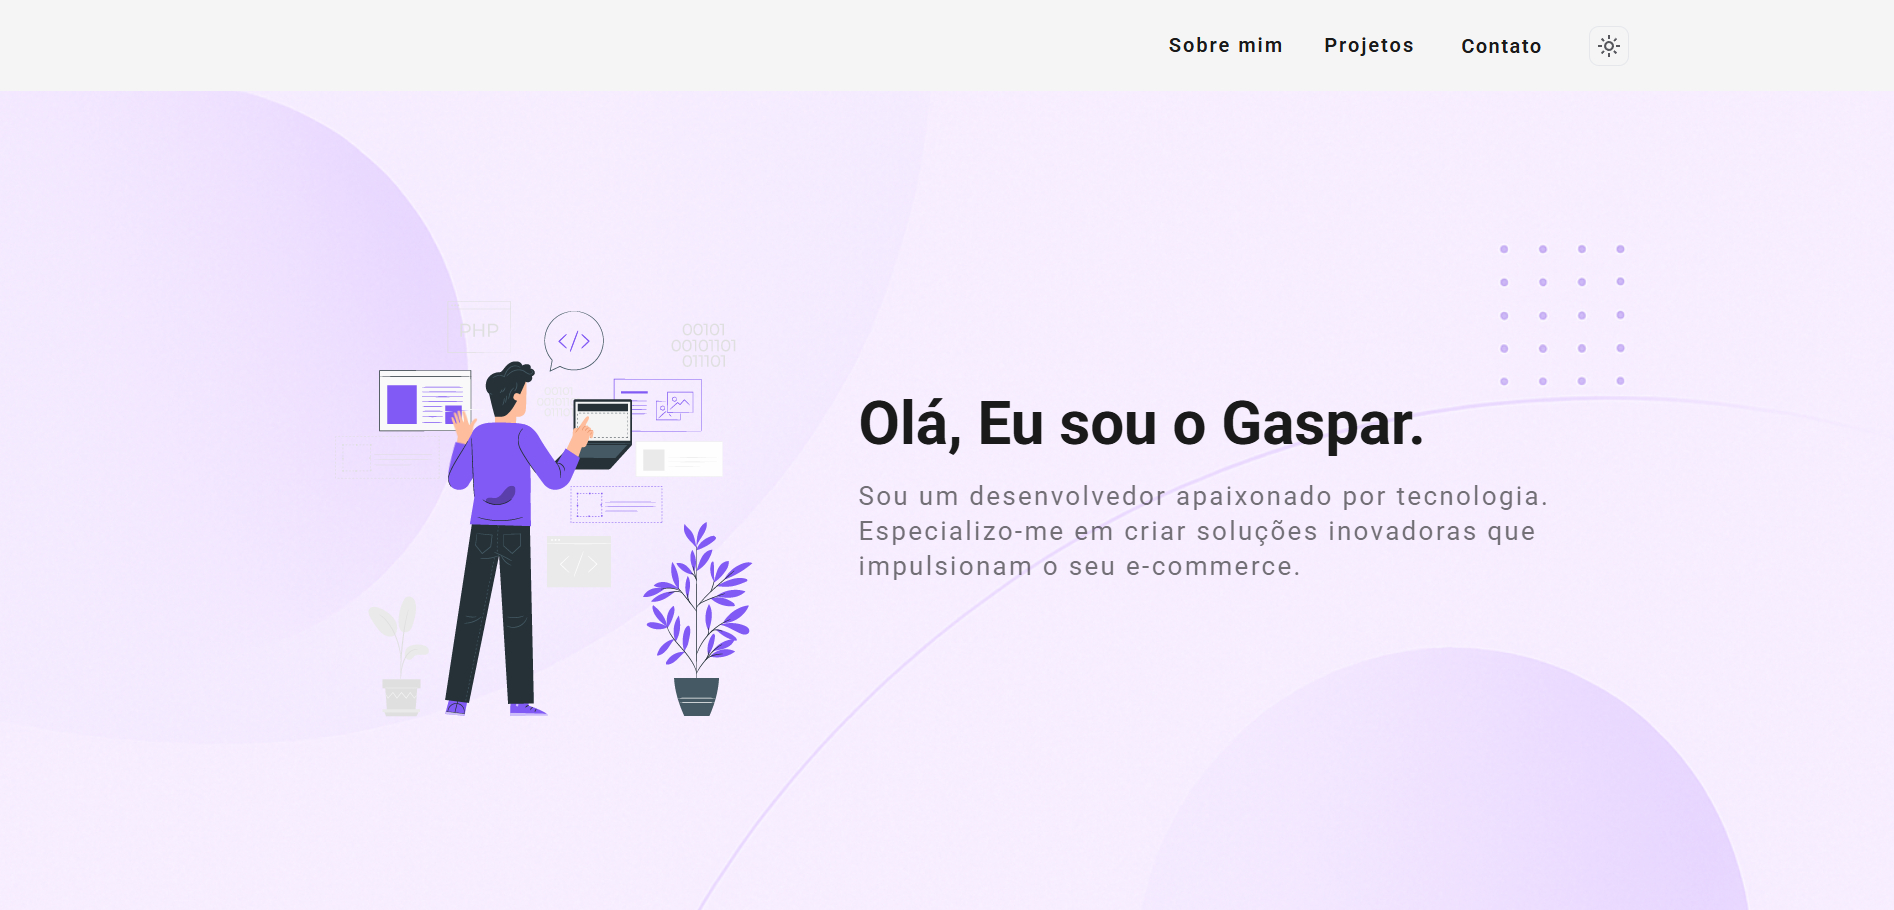 Sobre mim Projetos Contato
PHP
</>
00101
00101101
011101
</>
Olá, Eu sou o Gaspar.
Sou um desenvolvedor apaixonado por tecnologia.
Especializo-me em criar soluções inovadoras que
impulsionam o seu e-commerce.